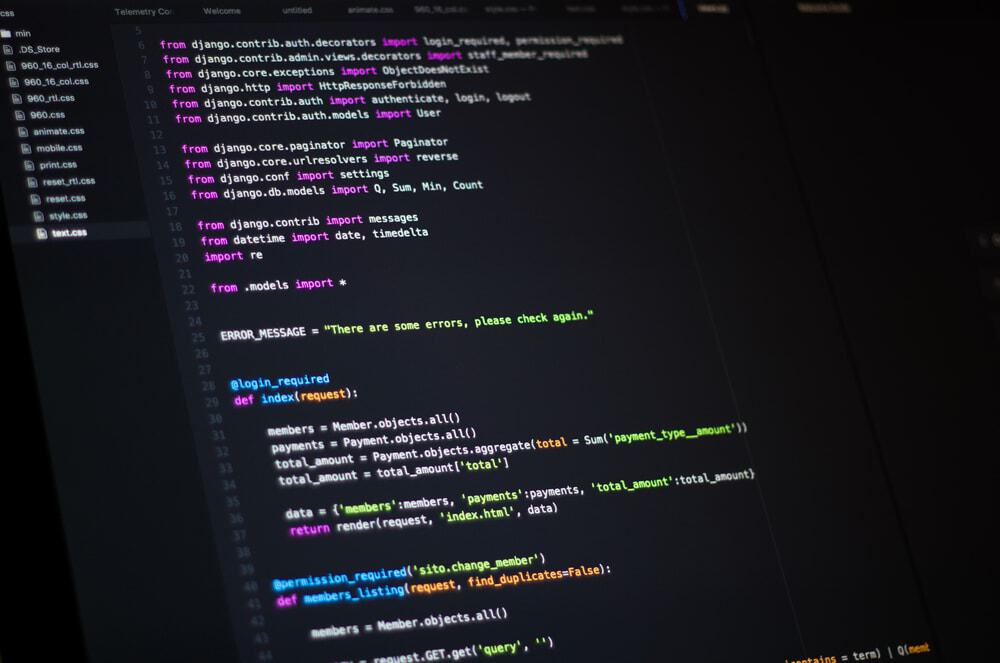 css
Telemetry Co
Welcome
untitled
animate.css
min
.DS_Store
960_16_col_rtl.css
960_16_col.css
960_rtl.css
960.css
animate.css
mobile.css
print.css
reset_rtl.css
reset.css
style.css
text.css
5
6 from django.contrib.auth.decorators import login_required, permission_required
7 from django.contrib.admin.views.decorators import staff_member_required
8 from django.core.exceptions import ObjectDoesNotExist
9 from django.http import HttpResponseForbidden
10 from django.contrib.auth import authenticate, login, logout
11 from django.contrib.auth.models import User
12
13 from django.core.paginator import Paginator
14 from django.core.urlresolvers import reverse
15 from django.conf import settings
16 from django.db.models import Q, Sum, Min, Count
17
18 from django.contrib import messages
19 from datetime import date, timedelta
20 import re
21
22 from .models import *
23
24
25 ERROR_MESSAGE = "There are some errors, please check again."
26
27
28 @login_required
29 def index(request):
30
31 members = Member.objects.all()
32 payments = Payment.objects.all()
33 total_amount = Payment.objects.aggregate(total = Sum('payment_type__amount'))
34 total_amount = total_amount['total']
35
36 data = {'members':members, 'payments':payments, 'total_amount':total_amount}
37 return render(request, 'index.html', data)
38
39
40 @permission_required('sito.change_member')
41 def members_listing(request, find_duplicates=False):
42
43 members = Member.objects.all()
44 = request.GET.get('query', '')
contains = term) | Q(memb